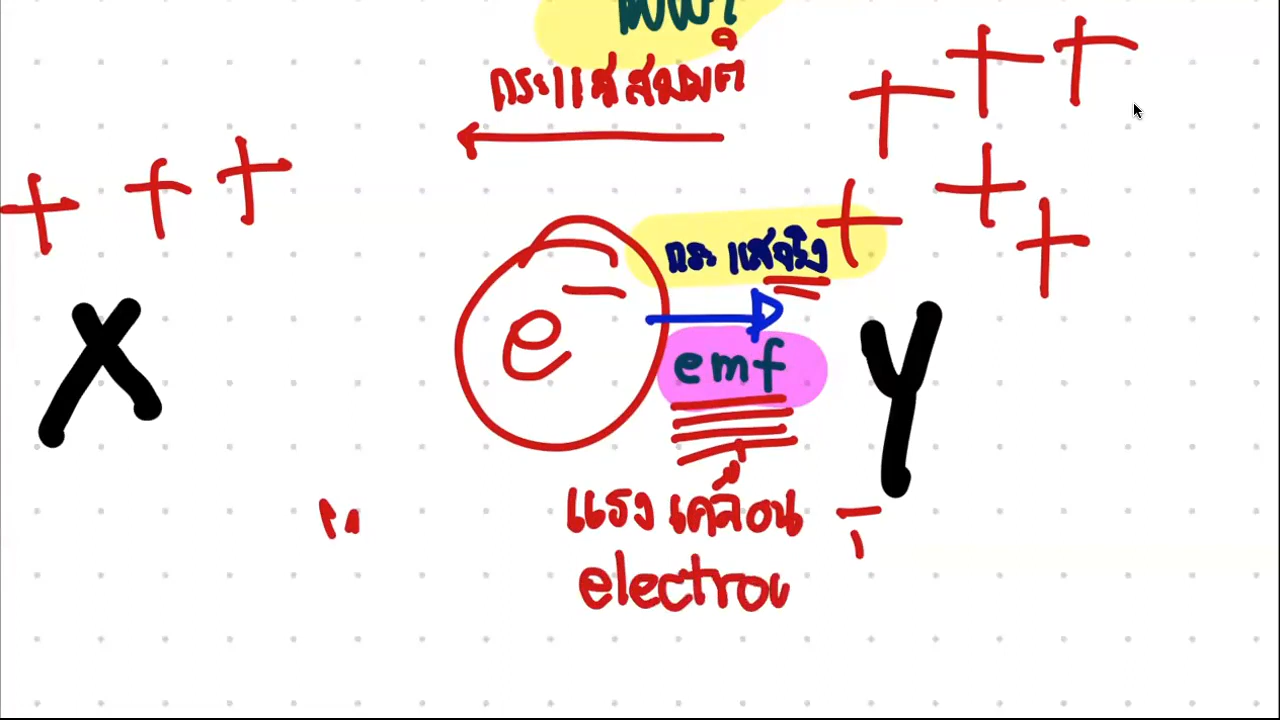 กระแสสมมติ
+ + +
+ + +
+ + +
กระแสจริง
e −
emf
X Y
แรงเคลื่อน
electron